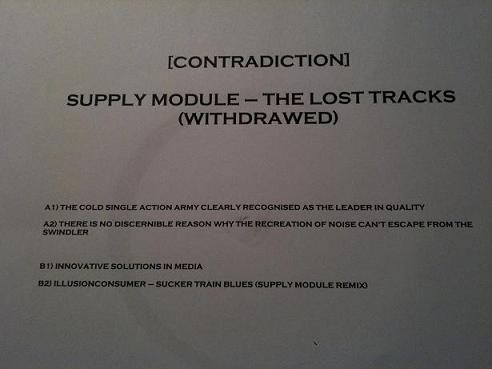 [CONTRADICTION]
SUPPLY MODULE – THE LOST TRACKS
(WITHDRAWED)
A1) THE COLD SINGLE ACTION ARMY CLEARLY RECOGNISED AS THE LEADER IN QUALITY
A2) THERE IS NO DISCERNIBLE REASON WHY THE RECREATION OF NOISE CAN'T ESCAPE FROM THE
SWINDLER
B1) INNOVATIVE SOLUTIONS IN MEDIA
B2) ILLUSIONCONSUMER – SUCKER TRAIN BLUES (SUPPLY MODULE REMIX)